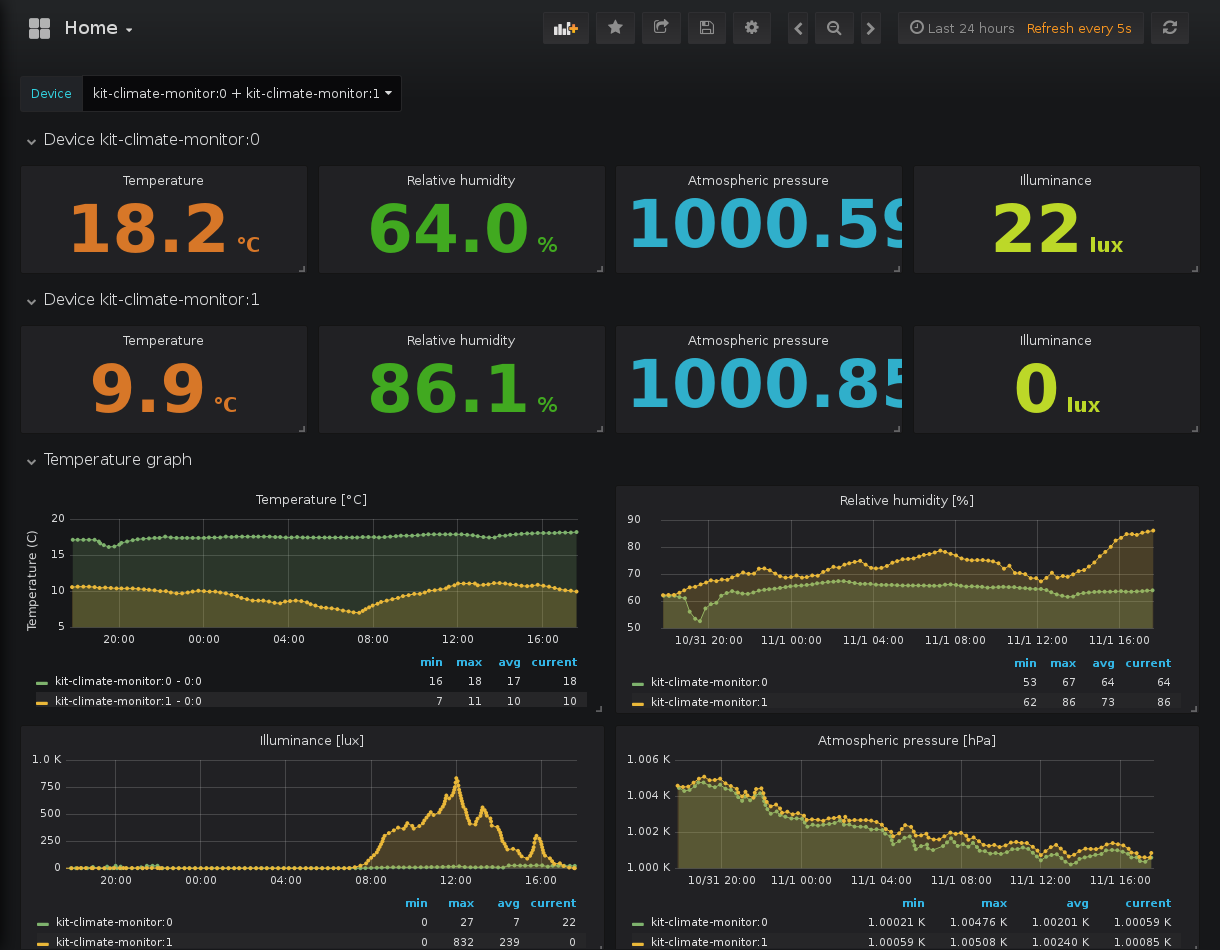 Home
Last 24 hours Refresh every 5s
Device kit-climate-monitor:0 + kit-climate-monitor:1
Device kit-climate-monitor:0
Temperature Relative humidity Atmospheric pressure Illuminance
18.2 °C 64.0 % 1000.59 22 lux
Device kit-climate-monitor:1
Temperature Relative humidity Atmospheric pressure Illuminance
9.9 °C 86.1 % 1000.85 0 lux
Temperature graph
Temperature [°C]
Temperature (C)
20
15
10
5
20:00 00:00 04:00 08:00 12:00 16:00
min max avg current
kit-climate-monitor:0 - 0:0 16 18 17 18
kit-climate-monitor:1 - 0:0 7 11 10 10
Relative humidity [%]
90
80
70
60
50
10/31 20:00 11/1 00:00 11/1 04:00 11/1 08:00 11/1 12:00 11/1 16:00
min max avg current
kit-climate-monitor:0 53 67 64 64
kit-climate-monitor:1 62 86 73 86
Illuminance [lux]
1.0 K
750
500
250
0
20:00 00:00 04:00 08:00 12:00 16:00
min max avg current
kit-climate-monitor:0 0 27 7 22
kit-climate-monitor:1 0 832 239 0
Atmospheric pressure [hPa]
1.006 K
1.004 K
1.002 K
1.000 K
10/31 20:00 11/1 00:00 11/1 04:00 11/1 08:00 11/1 12:00 11/1 16:00
min max avg current
kit-climate-monitor:0 1.00021 K 1.00476 K 1.00201 K 1.00059 K
kit-climate-monitor:1 1.00059 K 1.00508 K 1.00240 K 1.00085 K